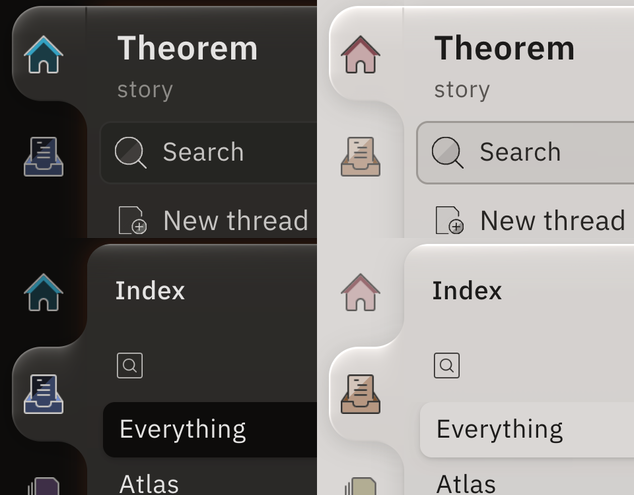 Theorem
story
Search
New thread
Theorem
story
Search
New thread
Index
Everything
Atlas
Index
Everything
Atlas